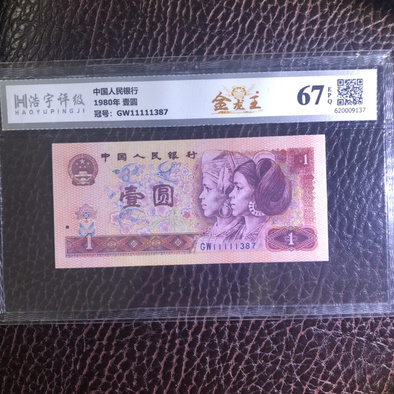 浩宇评级
HAOYUPINGJI
中国人民银行
1980年 壹圆
冠号：GW11111387
金发王
67 EPQ
620009137
中国人民银行
1
壹圆
1
GW11111387
1